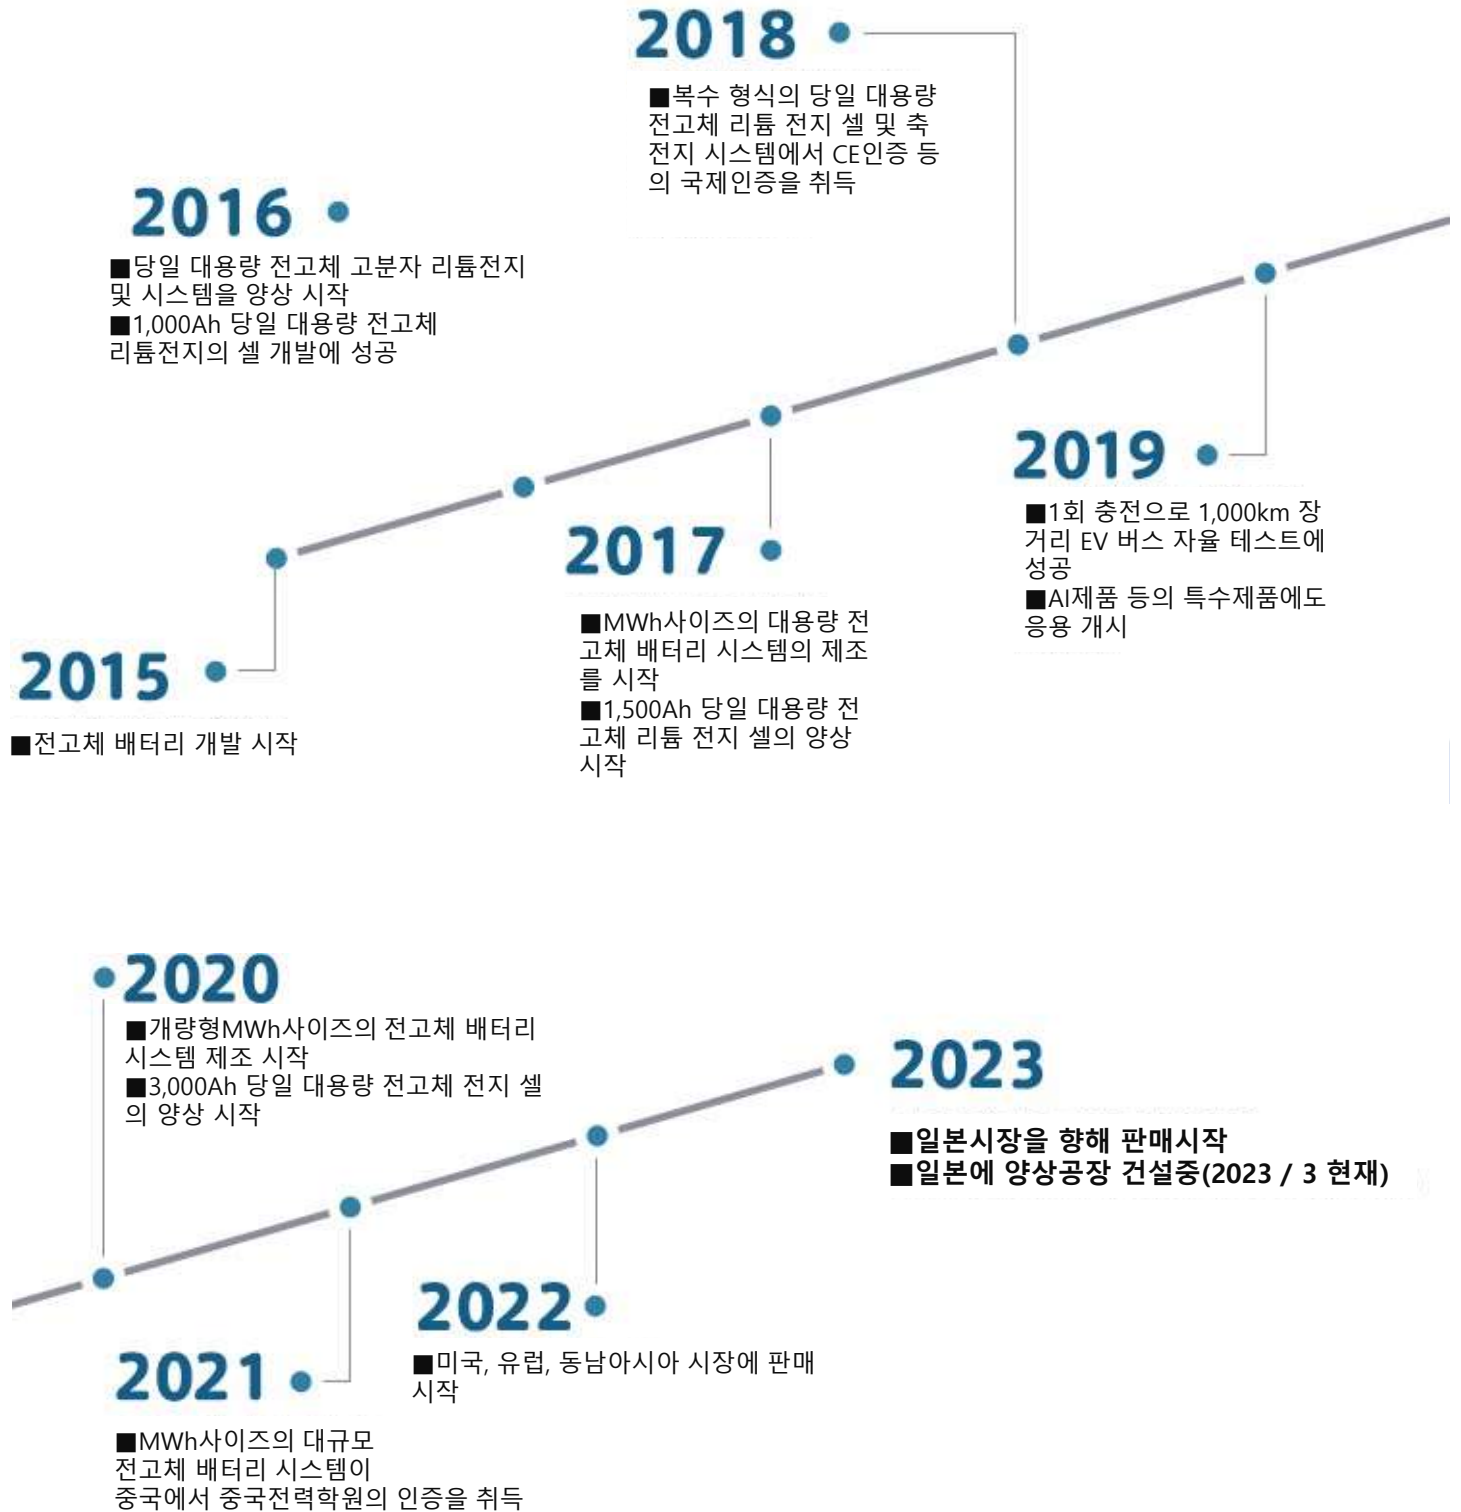 2015
■전고체 배터리 개발 시작
2016
■당일 대용량 전고체 고분자 리튬전지
및 시스템을 양상 시작
■1,000Ah 당일 대용량 전고체
리튬전지의 셀 개발에 성공
2017
■MWh사이즈의 대용량 전
고체 배터리 시스템의 제조
를 시작
■1,500Ah 당일 대용량 전
고체 리튬 전지 셀의 양상
시작
2018
■복수 형식의 당일 대용량
전고체 리튬 전지 셀 및 축
전지 시스템에서 CE인증 등
의 국제인증을 취득
2019
■1회 충전으로 1,000km 장
거리 EV 버스 자율 테스트에
성공
■AI제품 등의 특수제품에도
응용 개시
2020
■개량형MWh사이즈의 전고체 배터리
시스템 제조 시작
■3,000Ah 당일 대용량 전고체 전지 셀
의 양상 시작
2021
■MWh사이즈의 대규모
전고체 배터리 시스템이
중국에서 중국전력학원의 인증을 취득
2022
■미국, 유럽, 동남아시아 시장에 판매
시작
2023
■일본시장을 향해 판매시작
■일본에 양상공장 건설중(2023 / 3 현재)